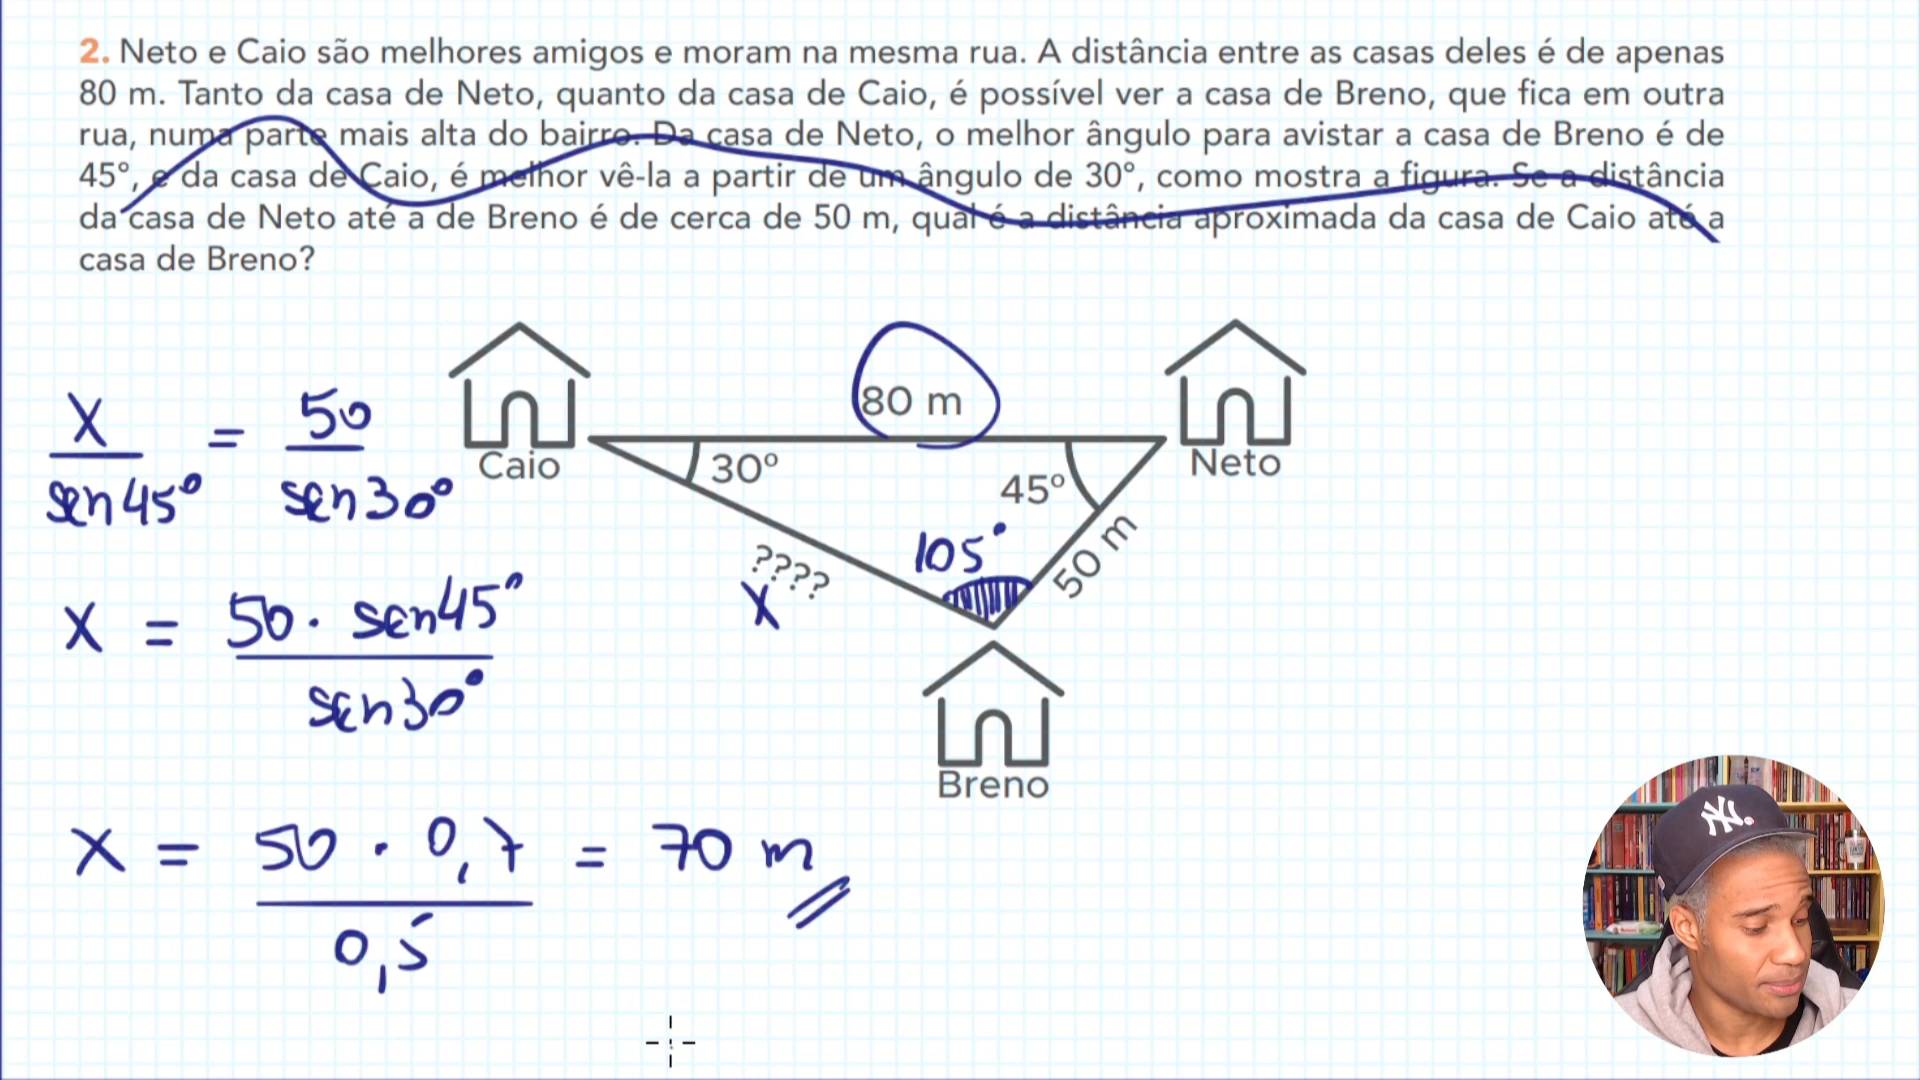 2. Neto e Caio são melhores amigos e moram na mesma rua. A distância entre as casas deles é de apenas
80 m. Tanto da casa de Neto, quanto da casa de Caio, é possível ver a casa de Breno, que fica em outra
rua, numa parte mais alta do bairro. Da casa de Neto, o melhor ângulo para avistar a casa de Breno é de
45º, e da casa de Caio, é melhor vê-la a partir de um ângulo de 30º, como mostra a figura. Se a distância
da casa de Neto até a de Breno é de cerca de 50 m, qual é a distância aproximada da casa de Caio até a
casa de Breno?
80 m
Caio
Neto
30º
45º
105°
50 m
????
X
Breno
X / sen45° = 50 / sen30°
X = 50 · sen45° / sen30°
X = 50 · 0,7 / 0,5 = 70 m
NY